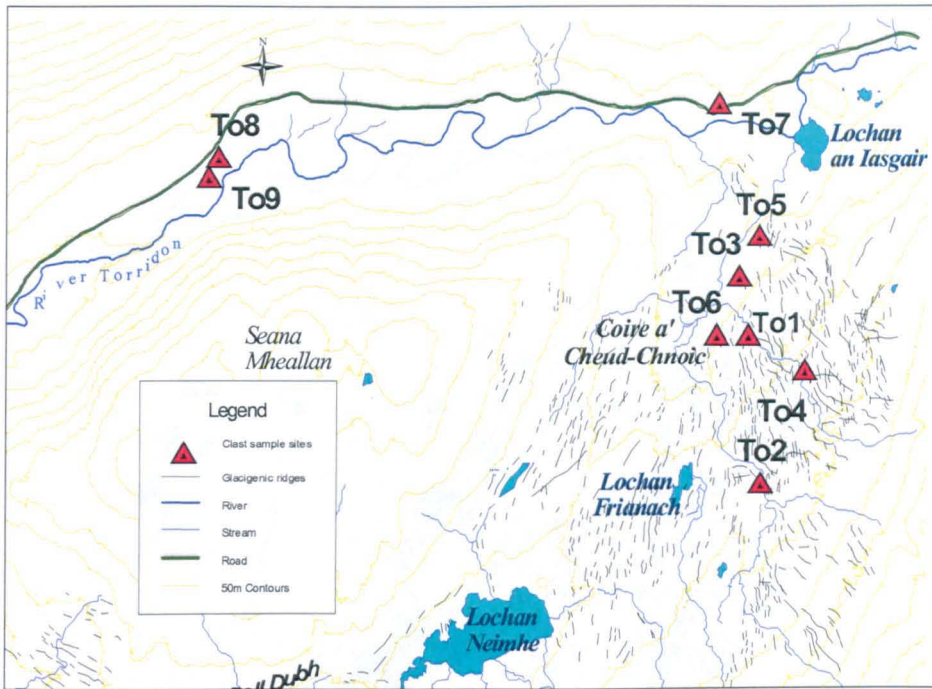 N
To8
To7
Lochan
an Iasgair
To9
To5
To3
River Torridon
To6
To1
Coire a'
Cheud-Chnoic
Seana
Mheallan
To4
To2
Lochan
Frianach
Legend
Clast sample sites
Glacigenic ridges
River
Stream
Road
50m Contours
Lochan
Neimhe
Dubh